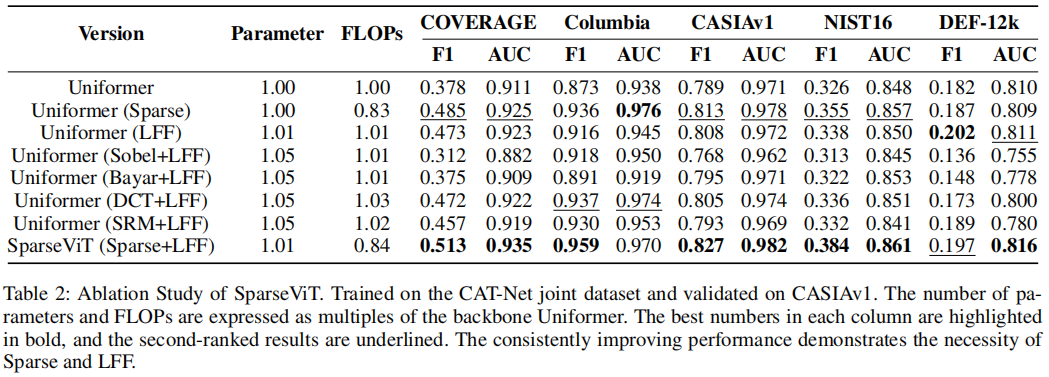 Version Parameter FLOPs COVERAGE Columbia CASIAv1 NIST16 DEF-12k
F1 AUC F1 AUC F1 AUC F1 AUC F1 AUC
Uniformer 1.00 1.00 0.378 0.911 0.873 0.938 0.789 0.971 0.326 0.848 0.182 0.810
Uniformer (Sparse) 1.00 0.83 0.485 0.925 0.936 0.976 0.813 0.978 0.355 0.857 0.187 0.809
Uniformer (LFF) 1.01 1.01 0.473 0.923 0.916 0.945 0.808 0.972 0.338 0.850 0.202 0.811
Uniformer (Sobel+LFF) 1.05 1.01 0.312 0.882 0.918 0.950 0.768 0.962 0.313 0.845 0.136 0.755
Uniformer (Bayar+LFF) 1.05 1.01 0.375 0.909 0.891 0.919 0.795 0.971 0.322 0.853 0.148 0.778
Uniformer (DCT+LFF) 1.05 1.03 0.472 0.922 0.937 0.974 0.805 0.974 0.336 0.851 0.173 0.800
Uniformer (SRM+LFF) 1.05 1.02 0.457 0.919 0.930 0.953 0.793 0.969 0.332 0.841 0.189 0.780
SparseViT (Sparse+LFF) 1.01 0.84 0.513 0.935 0.959 0.970 0.827 0.982 0.384 0.861 0.197 0.816
Table 2: Ablation Study of SparseViT. Trained on the CAT-Net joint dataset and validated on CASIAv1. The number of pa-
rameters and FLOPs are expressed as multiples of the backbone Uniformer. The best numbers in each column are highlighted
in bold, and the second-ranked results are underlined. The consistently improving performance demonstrates the necessity of
Sparse and LFF.